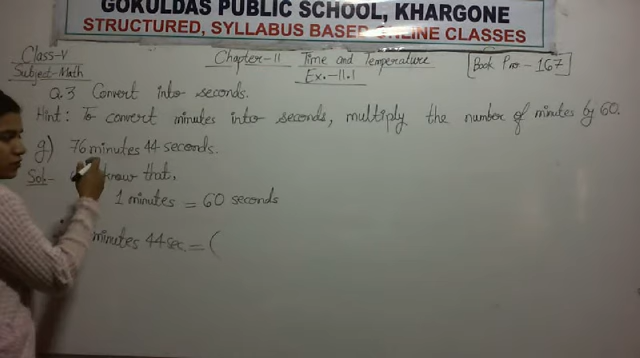 GOKULDAS PUBLIC SCHOOL, KHARGONE
STRUCTURED, SYLLABUS BASED ONLINE CLASSES
Class-V
Chapter-11 Time and Temperature
[Book Pno-167]
Subject-Math
Ex.-11.1
Q.3 Convert into seconds.
Hint: To convert minutes into seconds, multiply the number of minutes by 60.
g) 76 minutes 44 seconds.
Sol:- know that,
1 minutes = 60 seconds
minutes 44 sec. = (